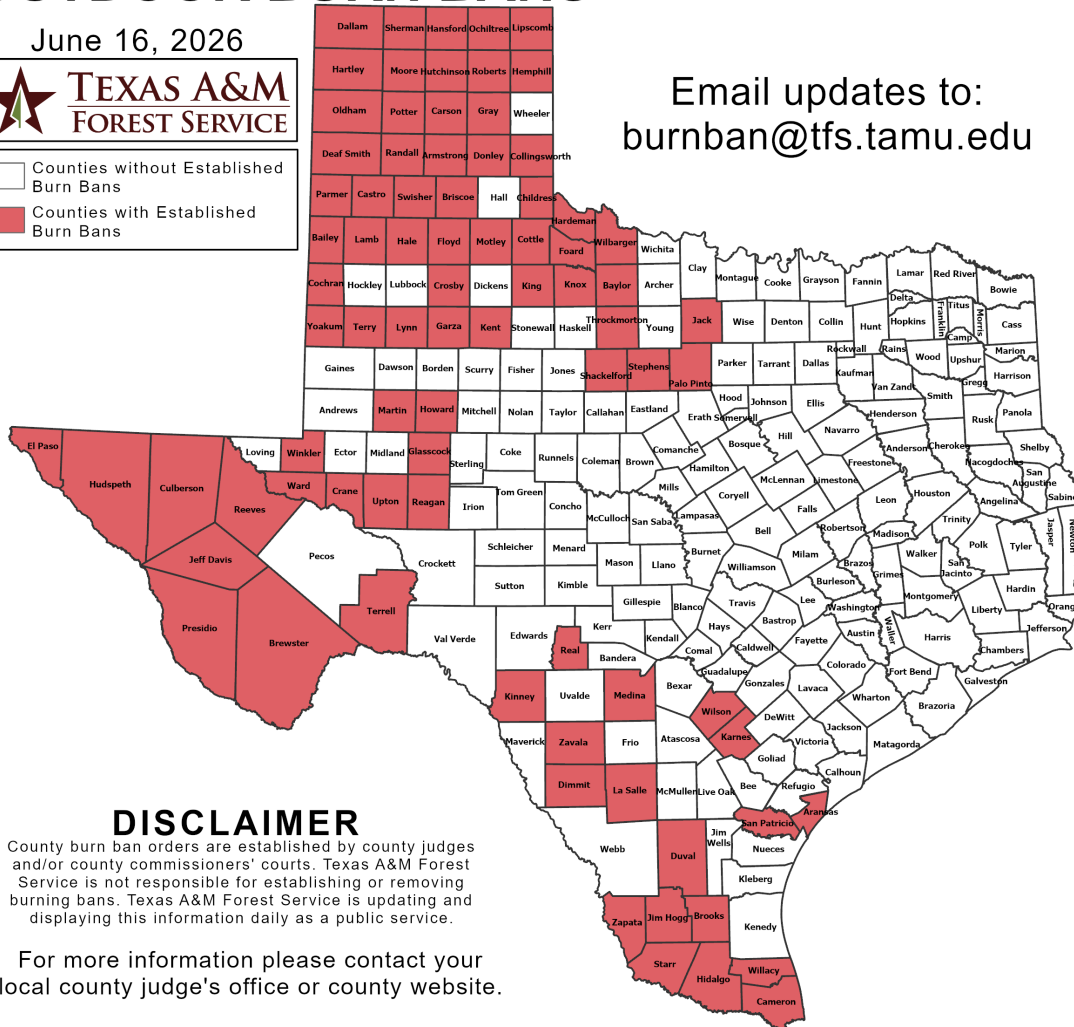 June 16, 2026
TEXAS A&M
FOREST SERVICE
Counties without Established
Burn Bans
Counties with Established
Burn Bans
Email updates to:
burnban@tfs.tamu.edu
Dallam Sherman Hansford Ochiltree Lipscomb
Hartley Moore Hutchinson Roberts Hemphill
Oldham Potter Carson Gray Wheeler
Deaf Smith Randall Armstrong Donley Collingsworth
Parmer Castro Swisher Briscoe Hall Childress
Hardeman
Bailey Lamb Hale Floyd Motley Cottle Foard Wilbarger Wichita
Clay Montague Cooke Grayson Fannin Lamar Red River Bowie
Cochran Hockley Lubbock Crosby Dickens King Knox Baylor Archer
Delta Titus Franklin Morris
Yoakum Terry Lynn Garza Kent Stonewall Haskell Throckmorton Young Jack Wise Denton Collin Hunt Hopkins Camp Cass
Rockwall Rains Wood Upshur Marion
Gaines Dawson Borden Scurry Fisher Jones Shackelford Stephens Palo Pinto Parker Tarrant Dallas Kaufman Van Zandt Gregg Harrison
Andrews Martin Howard Mitchell Nolan Taylor Callahan Eastland Erath Hood Somervell Johnson Ellis Henderson Smith Rusk Panola
El Paso Hudspeth Culberson Reeves Loving Winkler Ector Midland Glasscock Sterling Coke Runnels Coleman Brown Comanche Bosque Hill Navarro Anderson Cherokee Shelby
Hamilton Freestone Nacogdoches San
Augustine
Ward Crane Upton Reagan Irion Tom Green Concho McCulloch San Saba Mills Lampasas Coryell McLennan Limestone Leon Houston Angelina Sabine
Falls Robertson Madison Trinity
Jasper Newton
Jeff Davis Pecos Crockett Schleicher Menard Mason Llano Burnet Bell Milam Brazos Walker San
Jacinto Polk Tyler
Williamson Burleson Grimes Montgomery Hardin
Presidio Brewster Terrell Sutton Kimble Gillespie Blanco Travis Lee Washington Liberty Orang
Val Verde Edwards Kerr Kendall Hays Bastrop Fayette Austin Waller Harris Jefferson
Real Bandera Comal Caldwell Colorado Chambers
Kinney Uvalde Medina Bexar Guadalupe Gonzales Lavaca Wharton Fort Bend Galveston
Wilson DeWitt Jackson Brazoria
Maverick Zavala Frio Atascosa Karnes Goliad Victoria Matagorda
Dimmit La Salle McMullen Live Oak Bee Refugio Calhoun
San Patricio Aransas
Webb Duval Jim
Wells Nueces
Kleberg
Zapata Jim Hogg Brooks Kenedy
Starr Hidalgo Willacy
Cameron
DISCLAIMER
County burn ban orders are established by county judges
and/or county commissioners' courts. Texas A&M Forest
Service is not responsible for establishing or removing
burning bans. Texas A&M Forest Service is updating and
displaying this information daily as a public service.
For more information please contact your
local county judge's office or county website.